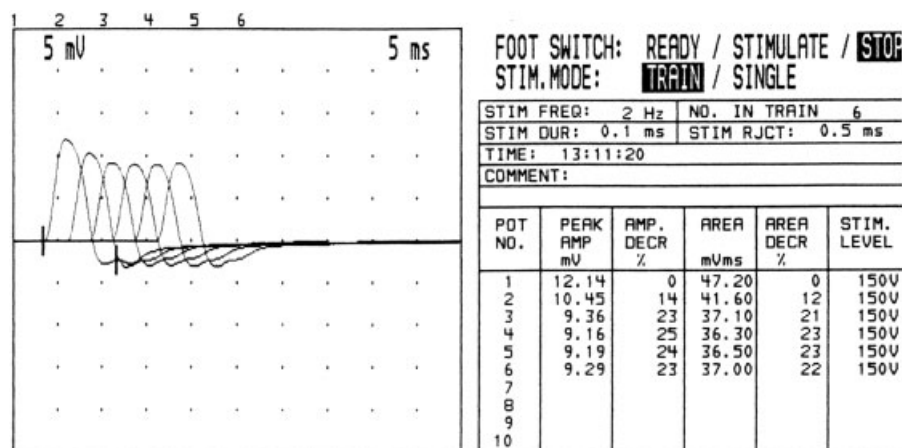 1 2 3 4 5 6
5 mV 5 ms
FOOT SWITCH: READY / STIMULATE / STOP
STIM.MODE: TRAIN / SINGLE
STIM FREQ: 2 Hz NO. IN TRAIN 6
STIM DUR: 0.1 ms STIM RJCT: 0.5 ms
TIME: 13:11:20
COMMENT:
POT NO. PEAK AMP mV AMP. DECR % AREA mVms AREA DECR % STIM. LEVEL
1 12.14 0 47.20 0 150V
2 10.45 14 41.60 12 150V
3 9.36 23 37.10 21 150V
4 9.16 25 36.30 23 150V
5 9.19 24 36.50 23 150V
6 9.29 23 37.00 22 150V
7
8
9
10